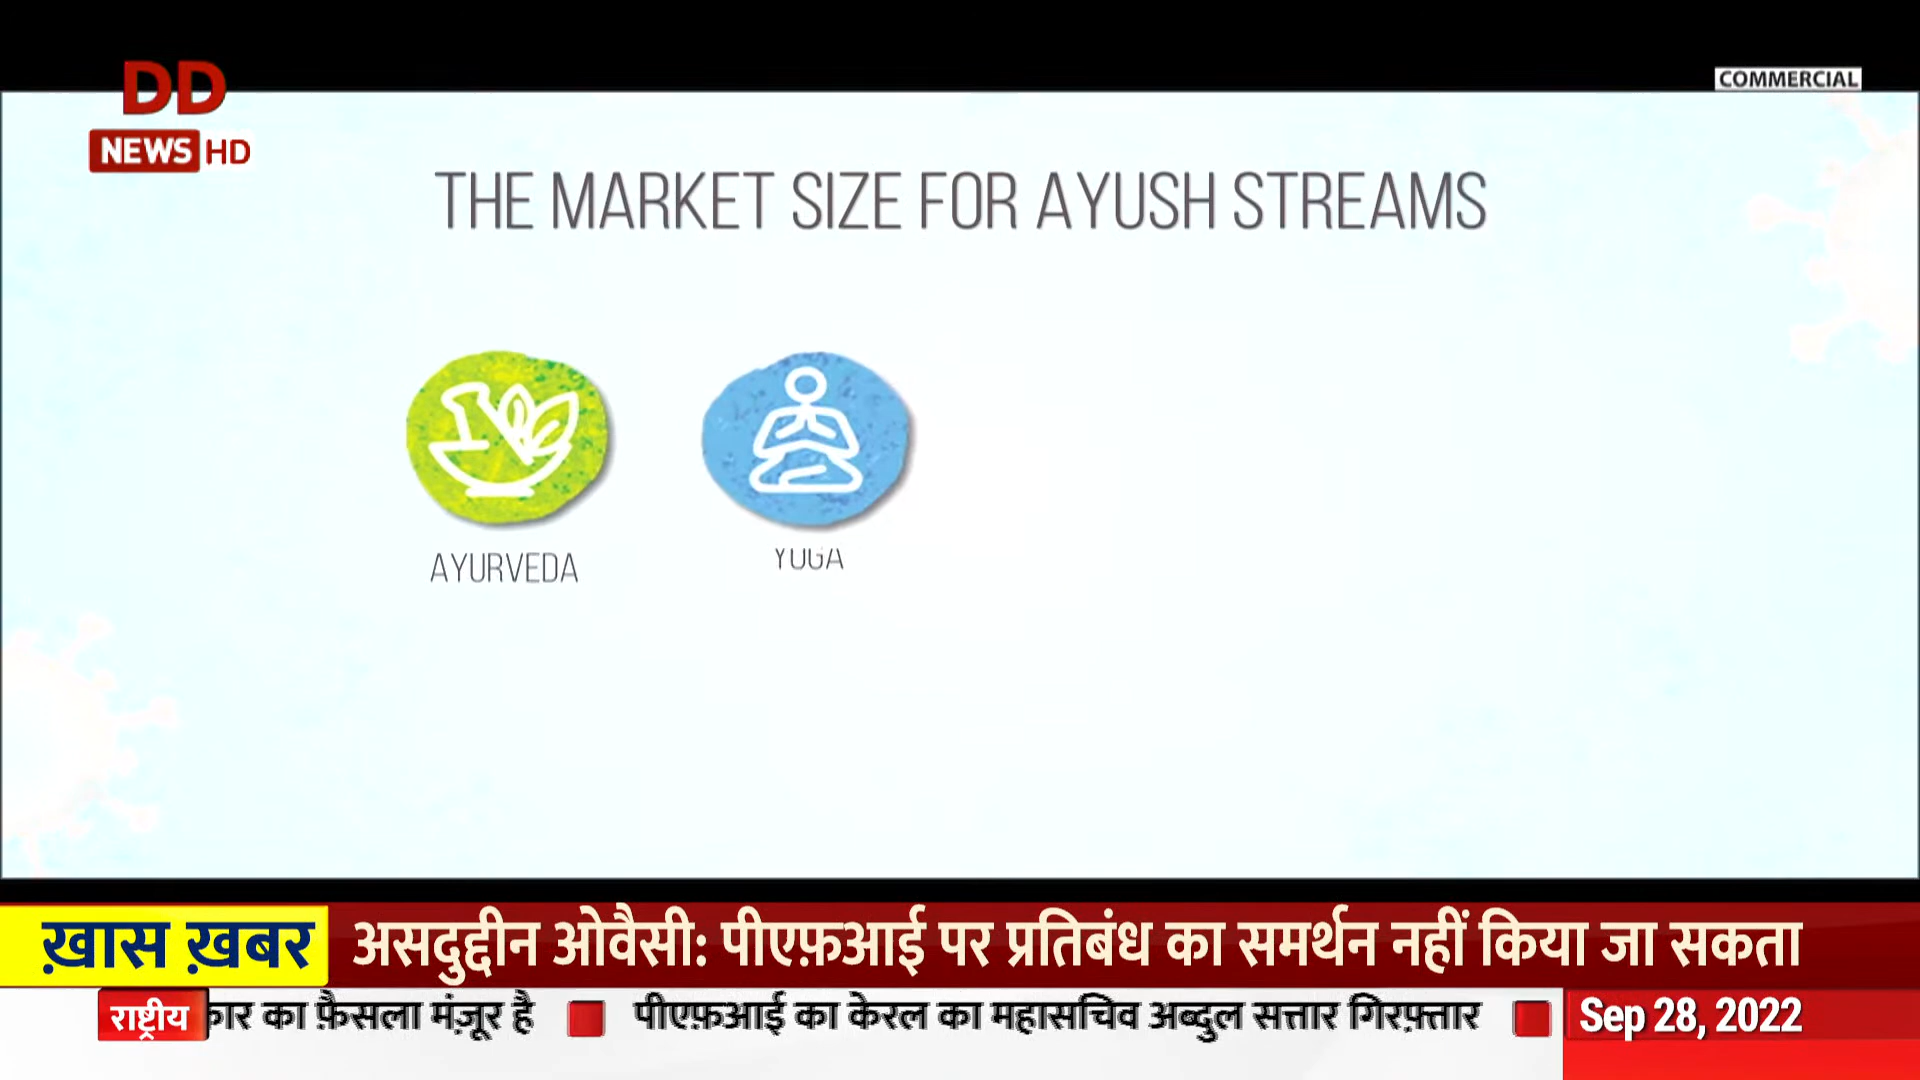 DD
NEWS HD
COMMERCIAL
THE MARKET SIZE FOR AYUSH STREAMS
AYURVEDA
YOGA
ख़ास ख़बर
असदुद्दीन ओवैसी: पीएफ़आई पर प्रतिबंध का समर्थन नहीं किया जा सकता
राष्ट्रीय
कार का फ़ैसला मंज़ूर है
पीएफ़आई का केरल का महासचिव अब्दुल सत्तार गिरफ़्तार
Sep 28, 2022